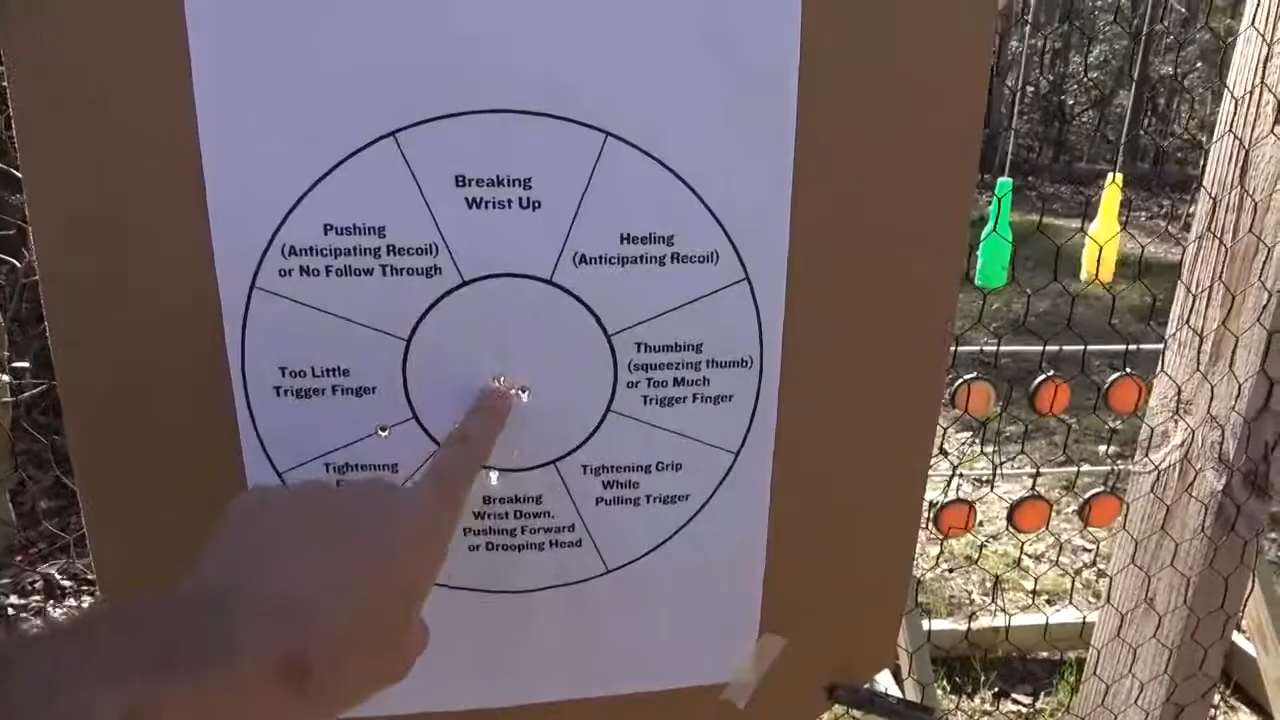 Breaking
Wrist Up
Pushing
(Anticipating Recoil)
or No Follow Through
Heeling
(Anticipating Recoil)
Too Little
Trigger Finger
Thumbing
(squeezing thumb)
or Too Much
Trigger Finger
Tightening
Tightening Grip
While
Pulling Trigger
Breaking
Wrist Down,
Pushing Forward
or Drooping Head